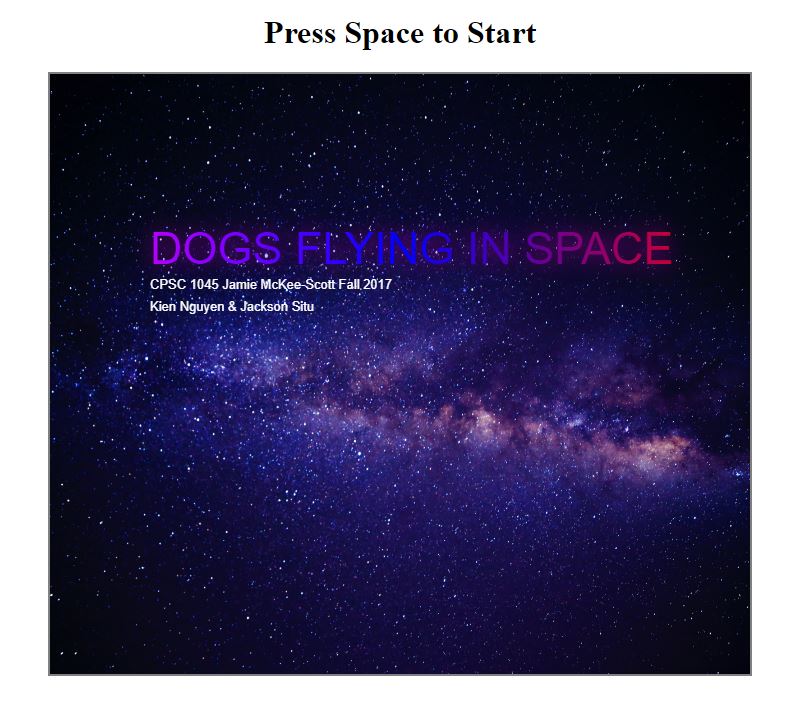 Press Space to Start
DOGS FLYING IN SPACE
CPSC 1045 Jamie McKee-Scott Fall 2017
Kien Nguyen & Jackson Situ